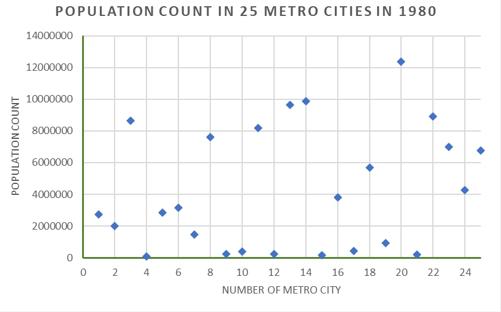 POPULATION COUNT IN 25 METRO CITIES IN 1980
14000000
12000000
10000000
8000000
6000000
4000000
2000000
0
POPULATION COUNT
0 2 4 6 8 10 12 14 16 18 20 22 24
NUMBER OF METRO CITY